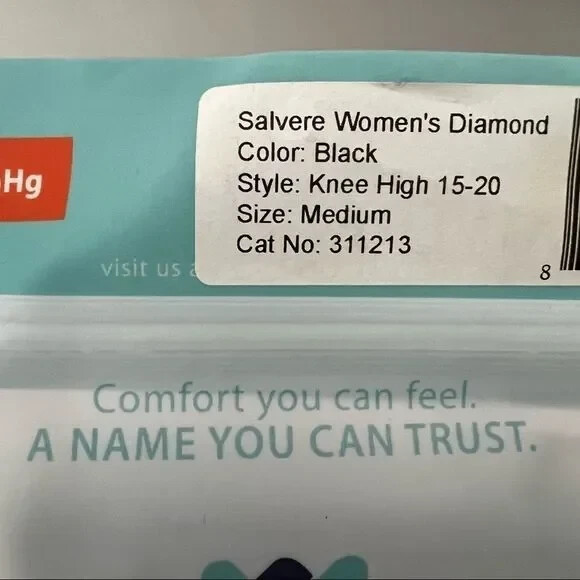 Salvere Women's Diamond
Color: Black
Hg
Style: Knee High 15-20
Size: Medium
Cat No: 311213
visit us
8
Comfort you can feel.
A NAME YOU CAN TRUST.